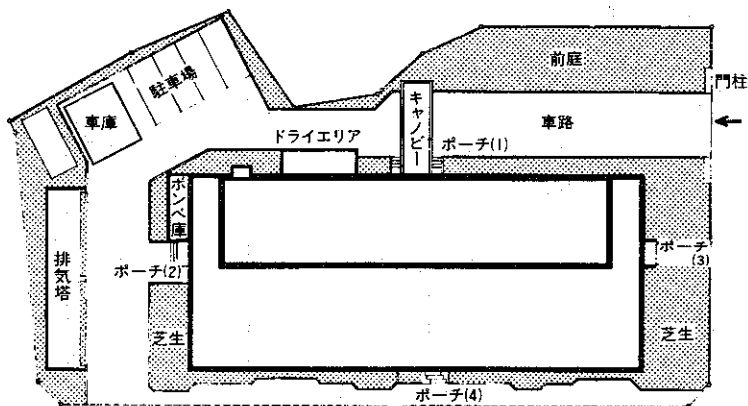 前庭
門柱
駐車場
車庫
キャノピー
車路
ドライエリア
ポーチ(1)
ボンベ庫
排気塔
ポーチ(2)
ポーチ
(3)
芝生
芝生
ポーチ(4)